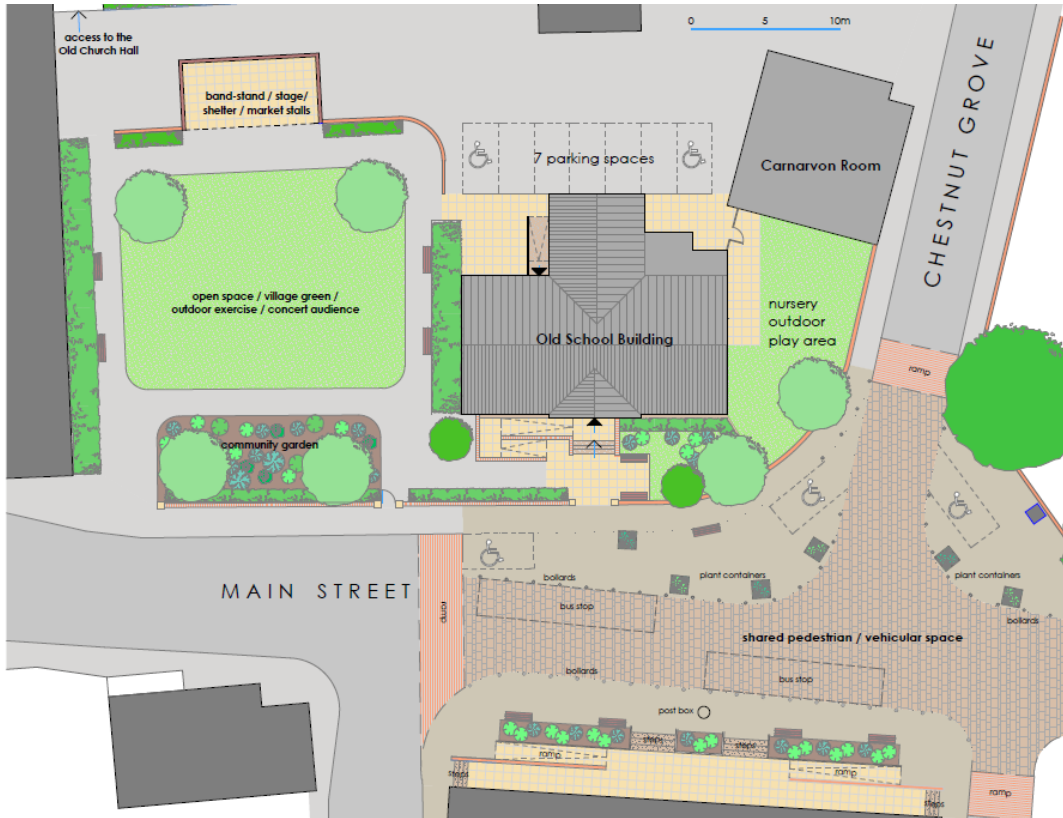 access to the
Old Church Hall
0 5 10m
band-stand / stage/
shelter / market stalls
7 parking spaces
Carnarvon Room
CHESTNUT GROVE
open space / village green /
outdoor exercise / concert audience
Old School Building
nursery
outdoor
play area
ramp
community garden
MAIN STREET
ramp
bollards
bus stop
plant containers
plant containers
bollards
shared pedestrian / vehicular space
bollards
bus stop
post box
steps
steps
ramp
ramp
steps
steps
ramp